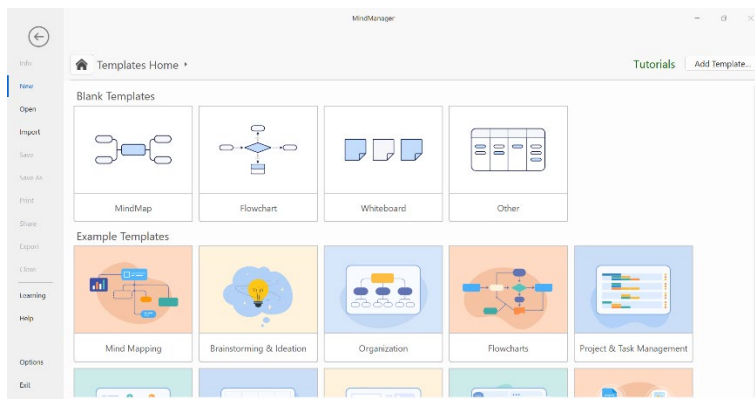 MindManager
Info
New
Open
Import
Save
Save As
Print
Share
Export
Close
Learning
Help
Options
Exit
Templates Home
Tutorials
Add Template...
Blank Templates
MindMap
Flowchart
Whiteboard
Other
Example Templates
Mind Mapping
Brainstorming & Ideation
Organization
Flowcharts
Project & Task Management